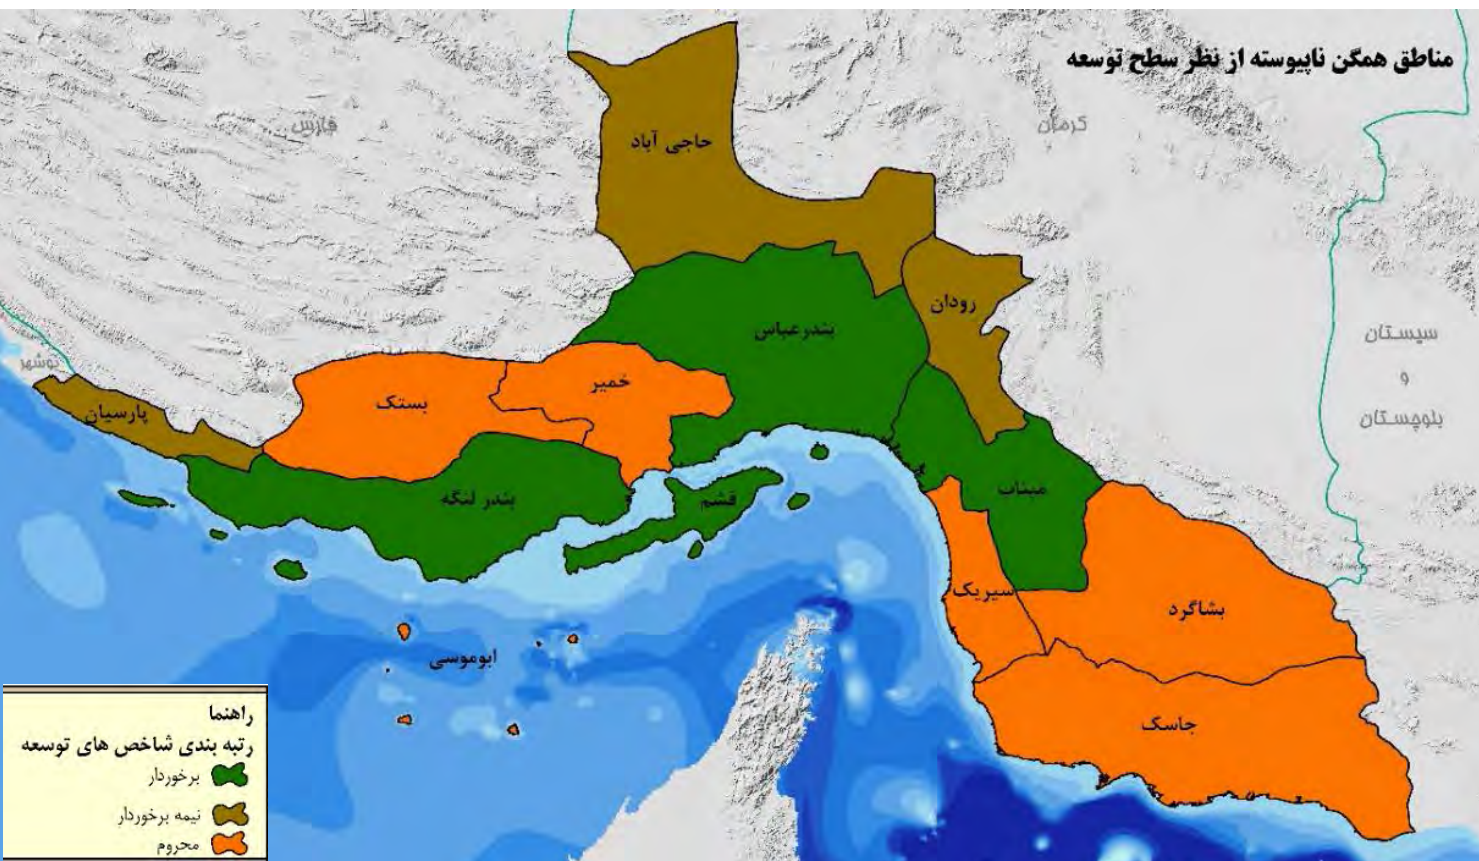 مناطق همگن ناپیوسته از نظر سطح توسعه
فارس
کرمان
حاجی آباد
رودان
بندرعباس
سیستان
و
بلوچستان
بوشهر
پارسیان
بستک
خمیر
بندر لنگه
قشم
میناب
سیریک
بشاگرد
ابوموسی
جاسک
راهنما
رتبه بندی شاخص های توسعه
برخوردار
نیمه برخوردار
محروم